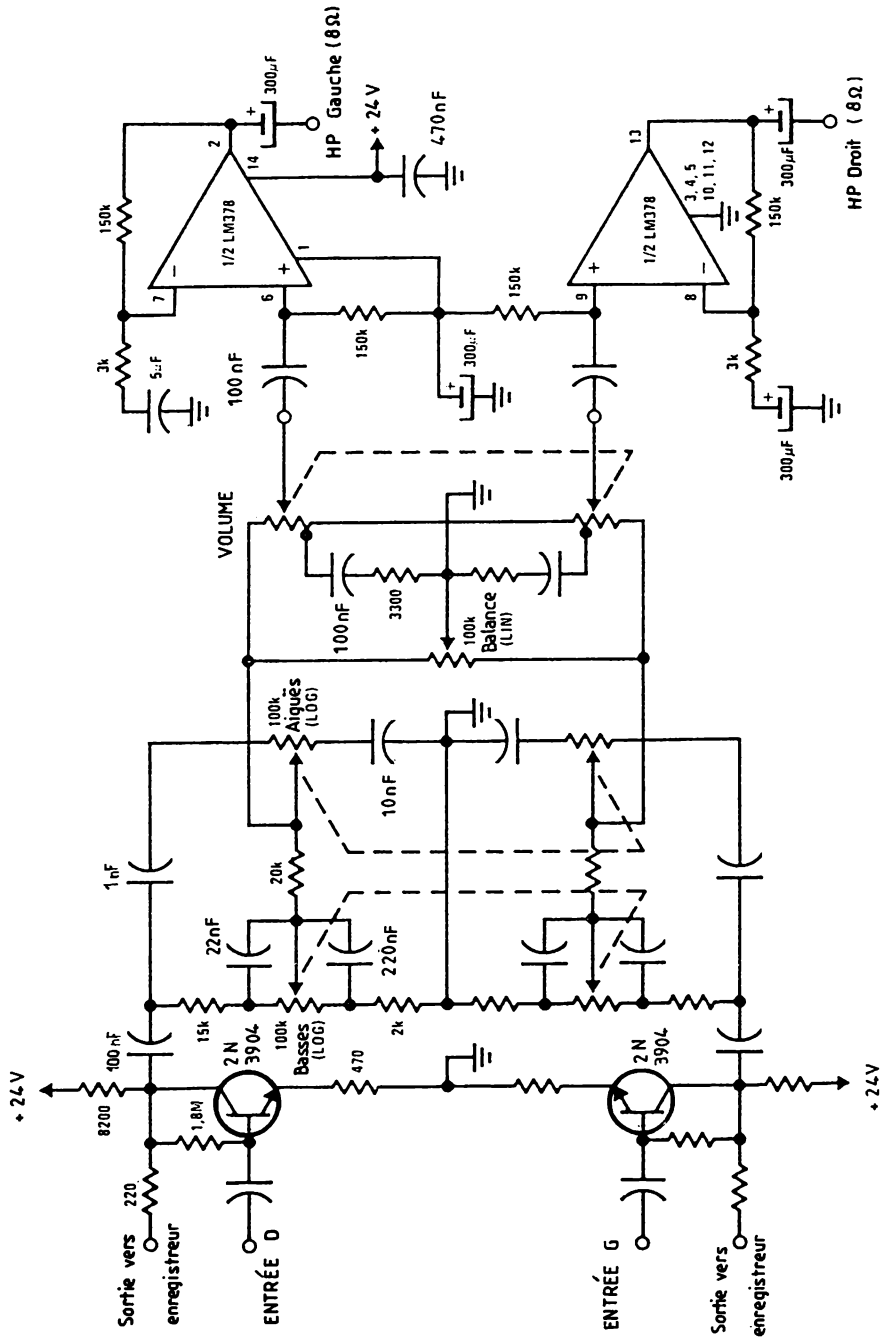 + 24V
8200
100 nF
1nF
220
1,8M
15k
22nF
20k
100k
Aiguës
(LOG)
VOLUME
100 nF
3k
5µF
150k
7
6
–
+
1/2 LM378
1
2
14
+
300µF
HP Gauche (8Ω)
+ 24V
470nF
Sortie vers
enregistreur
ENTRÉE D
2N
3904
100k
Basses
(LOG)
220nF
470
2k
10nF
100nF
3300
100k
Balance
(LIN)
150k
+
300µF
150k
ENTRÉE G
2N
3904
9
8
+
–
1/2 LM378
13
3, 4, 5
10, 11, 12
150k
3k
+
300µF
+
300µF
HP Droit (8Ω)
Sortie vers
enregistreur
+ 24V